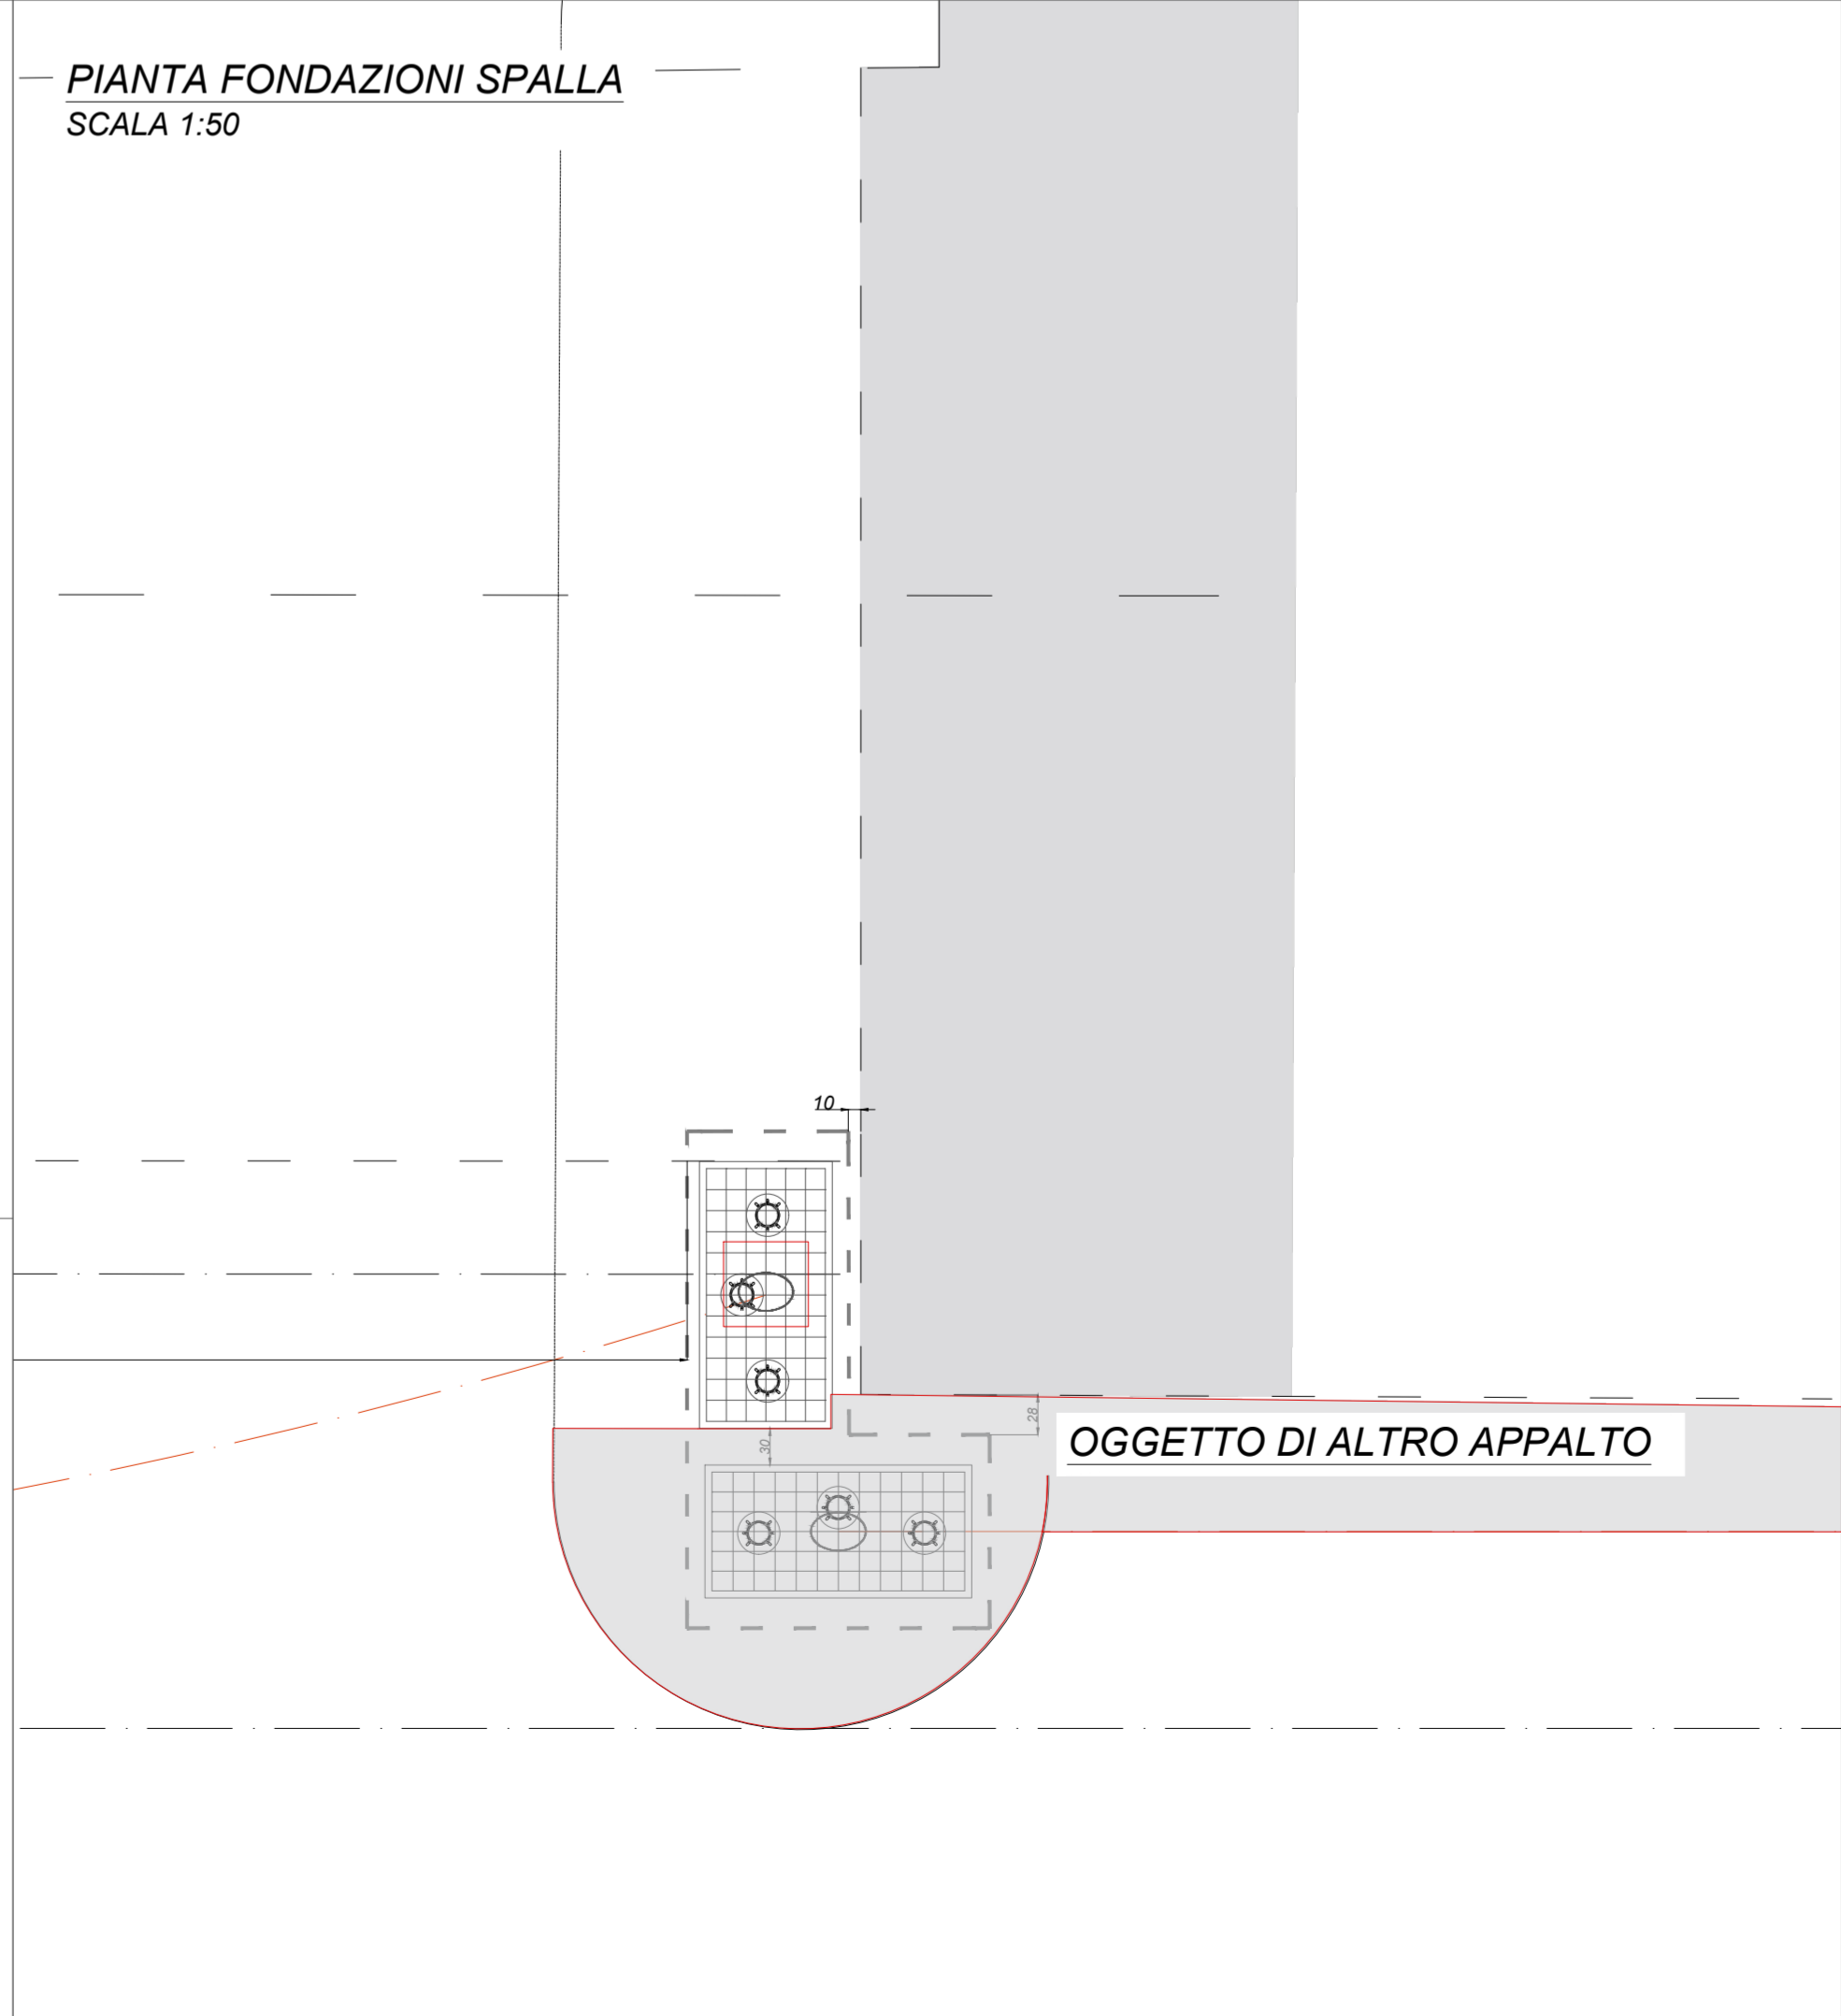 PIANTA FONDAZIONI SPALLA
SCALA 1:50
10
28
30
OGGETTO DI ALTRO APPALTO